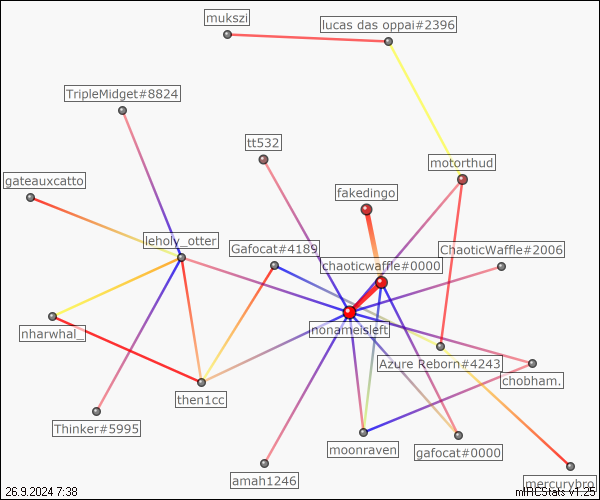 mukszi
lucas das oppai#2396
TripleMidget#8824
tt532
motorthud
gateauxcatto
fakedingo
leholy_otter
Gafocat#4189
ChaoticWaffle#2006
chaoticwaffle#0000
nharwhal_
nonameisleft
Azure Reborn#4243
chobham.
then1cc
Thinker#5995
moonraven
gafocat#0000
amah1246
mercurybro
26.9.2024 7:38
mIRCStats v1.25